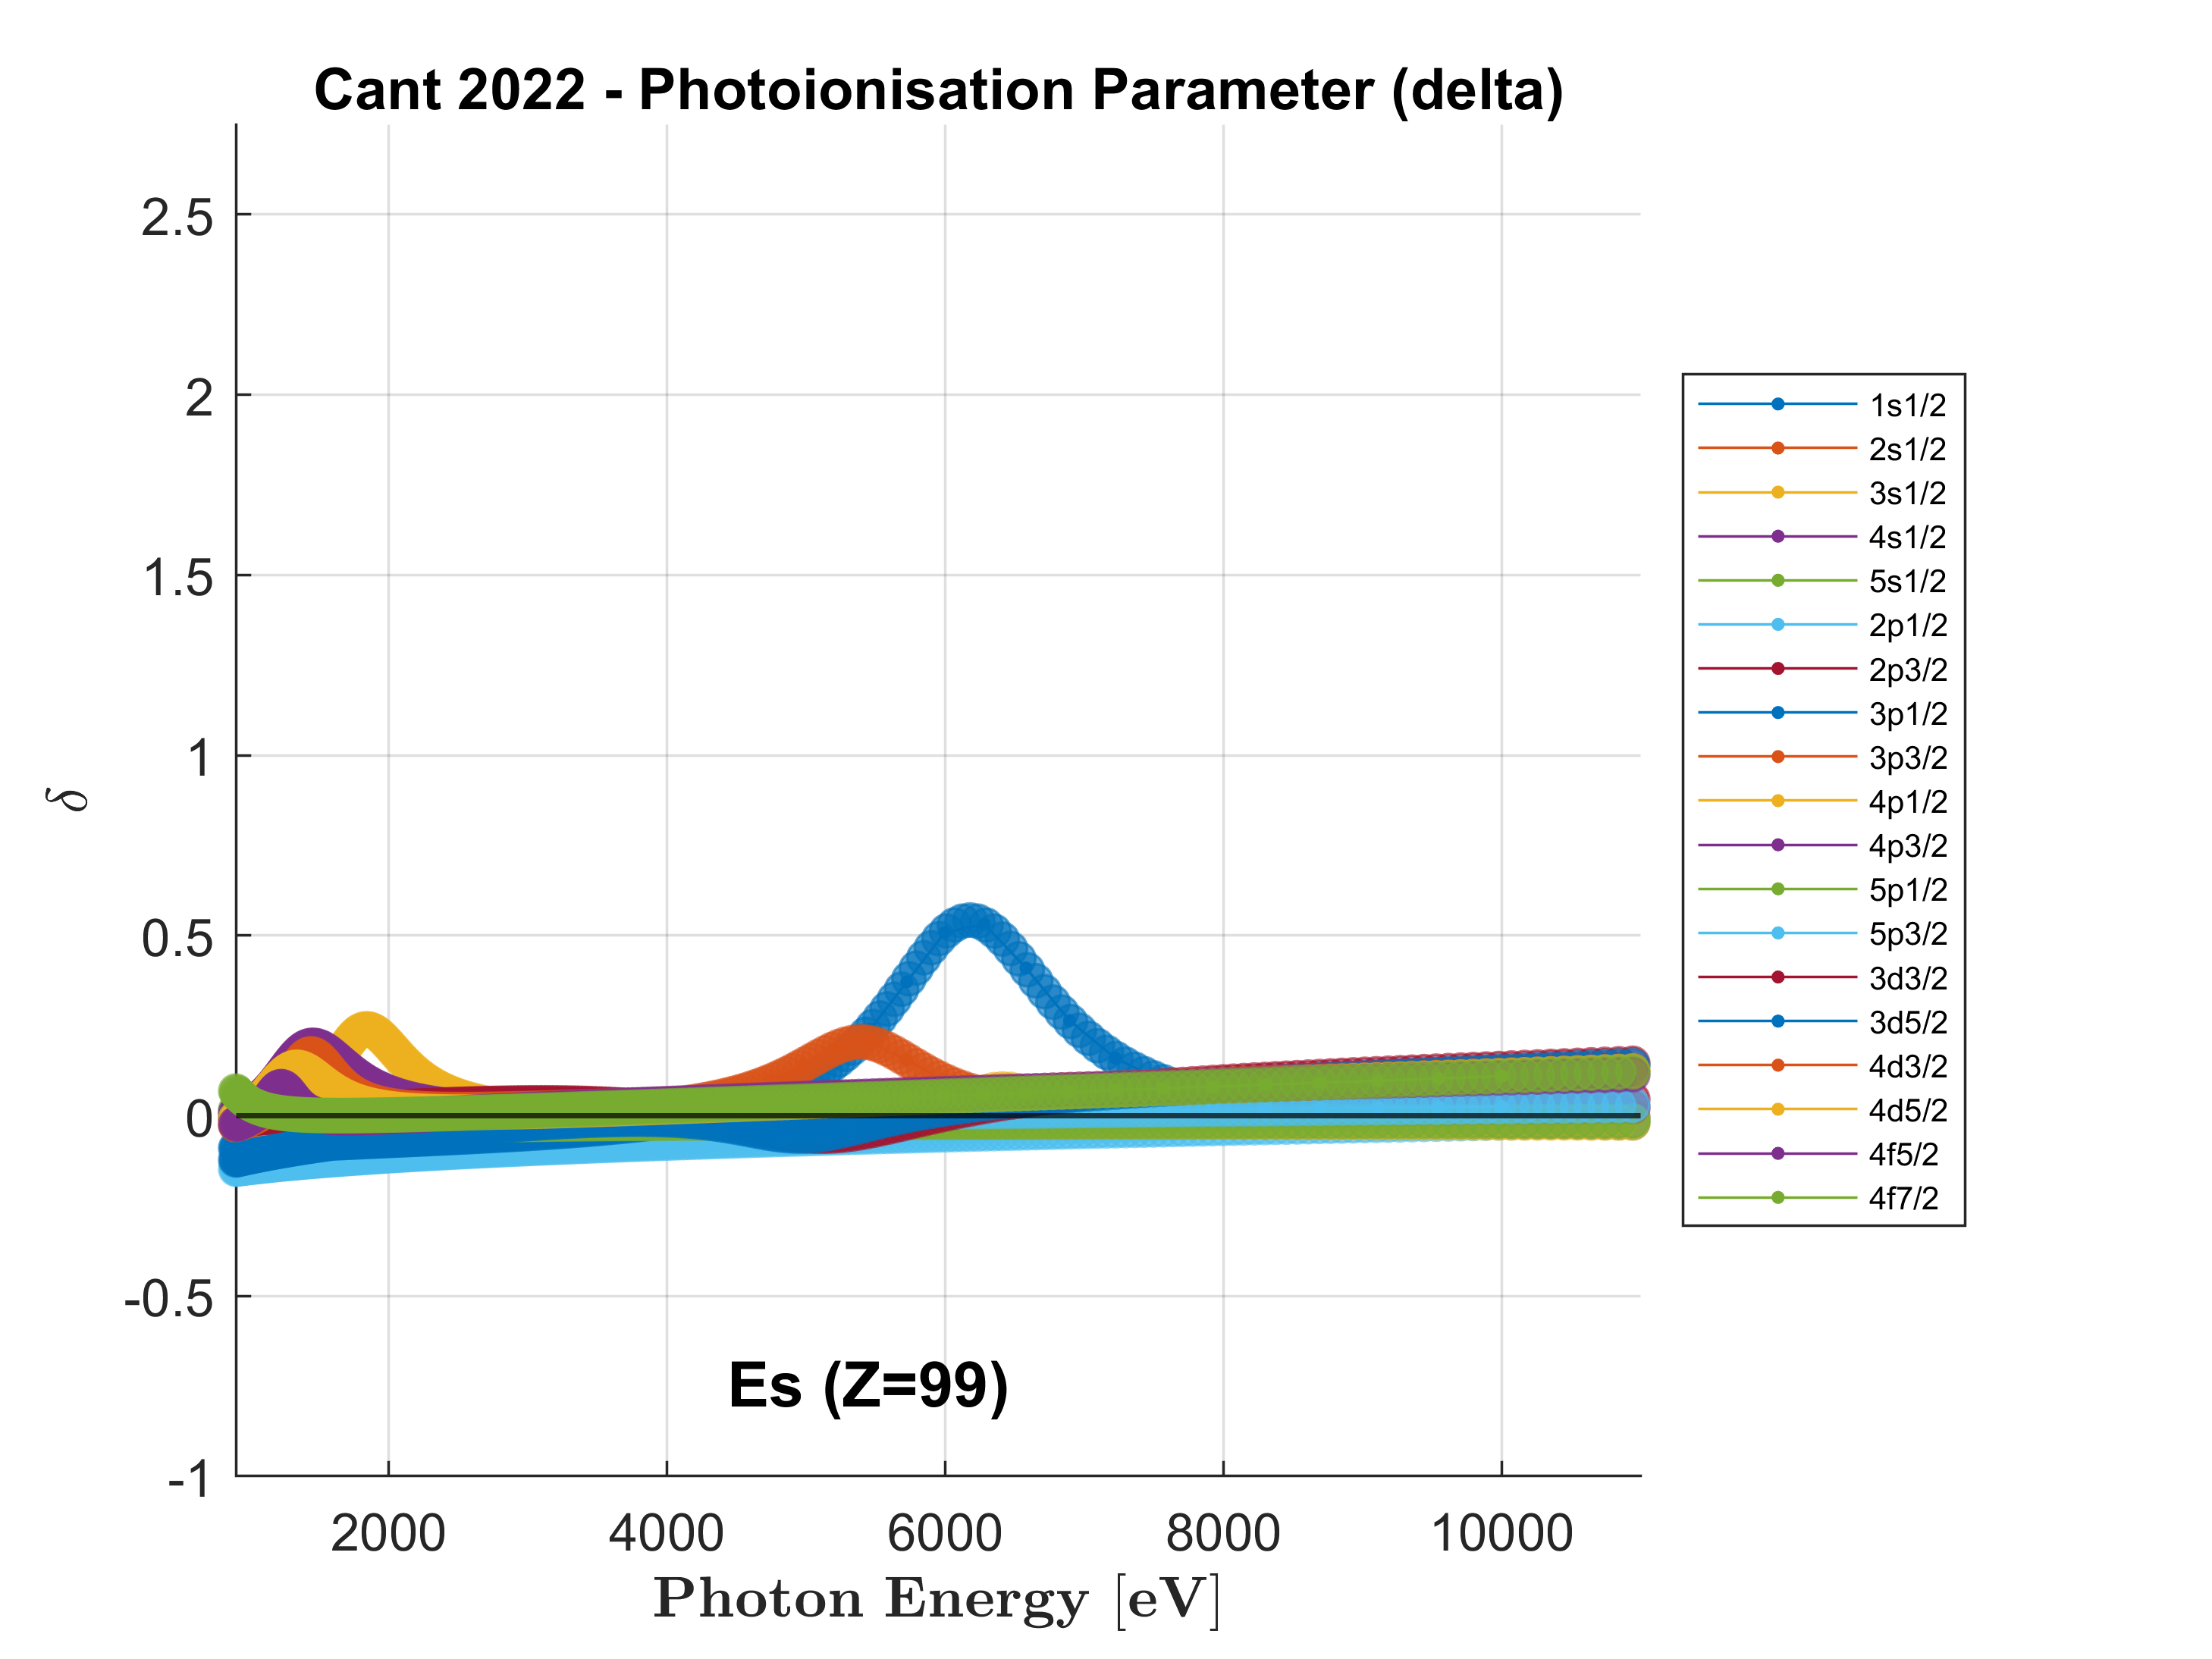 Cant 2022 - Photoionisation Parameter (delta)
2.5
2
1.5
1
0.5
0
-0.5
-1
δ
2000 4000 6000 8000 10000
Photon Energy [eV]
Es (Z=99)
1s1/2
2s1/2
3s1/2
4s1/2
5s1/2
2p1/2
2p3/2
3p1/2
3p3/2
4p1/2
4p3/2
5p1/2
5p3/2
3d3/2
3d5/2
4d3/2
4d5/2
4f5/2
4f7/2